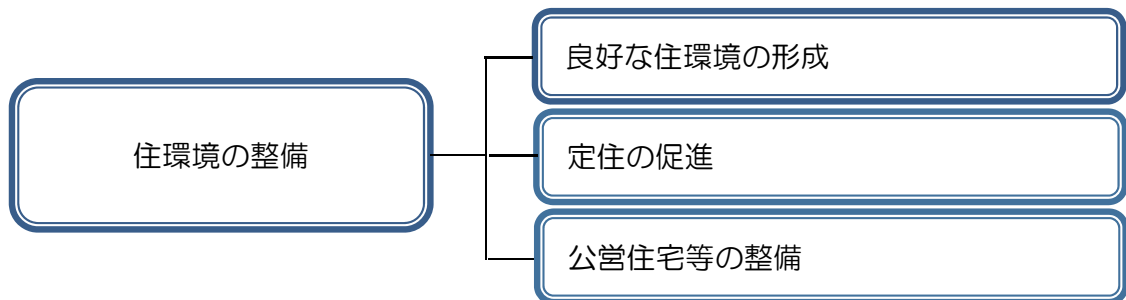 住環境の整備
良好な住環境の形成
定住の促進
公営住宅等の整備